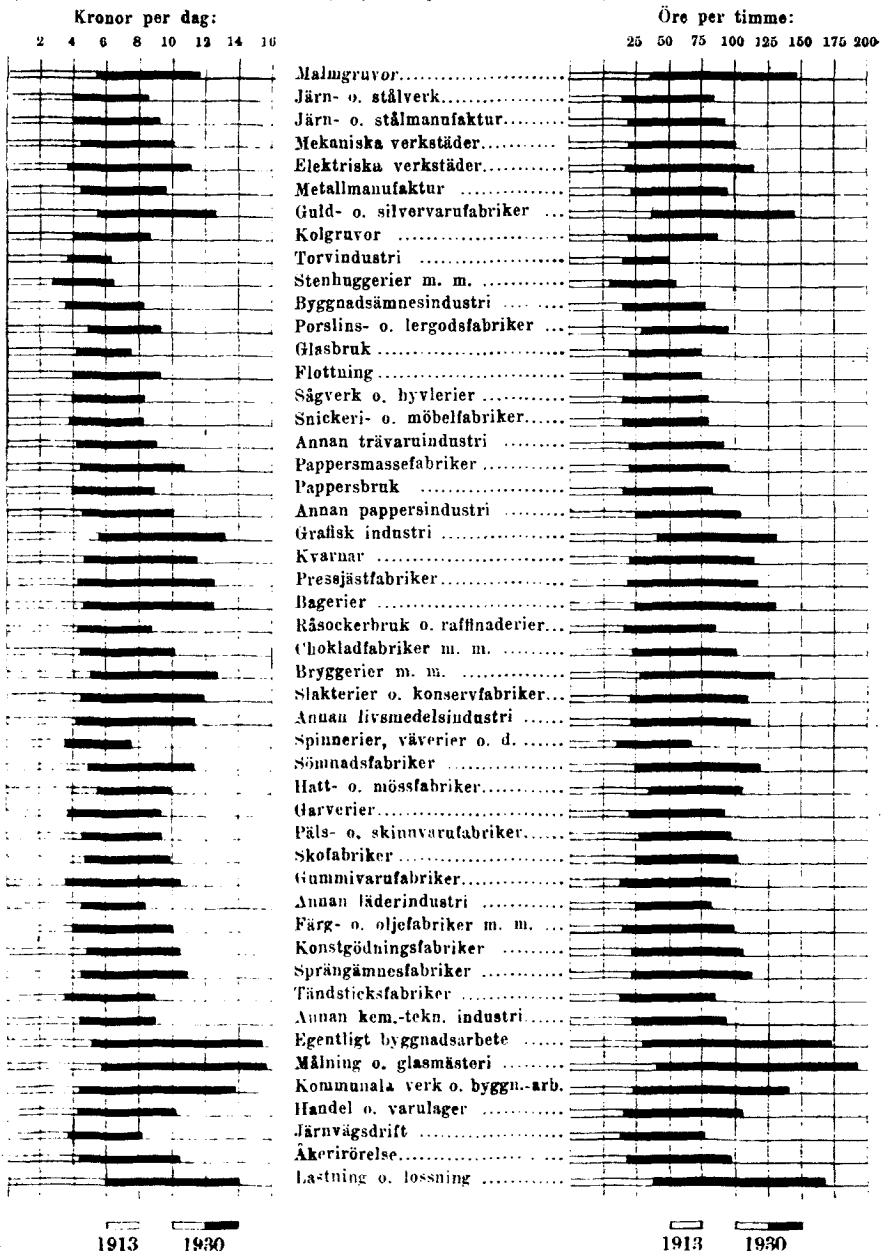 Kronor per dag: Öre per timme:
2 4 6 8 10 12 14 16 25 50 75 100 125 150 175 200
Malmgruvor
Järn- o. stålverk
Järn- o. stålmanufaktur
Mekaniska verkstäder
Elektriska verkstäder
Metallmanufaktur
Guld- o. silvervarufabriker
Kolgruvor
Torvindustri
Stenhuggerier m. m.
Byggnadsämnesindustri
Porslins- o. lergodsfabriker
Glasbruk
Flottning
Sågverk o. hyvlerier
Snickeri- o. möbelfabriker
Annan trävaruindustri
Pappersmassefabriker
Pappersbruk
Annan pappersindustri
Grafisk industri
Kvarnar
Pressjästfabriker
Bagerier
Råsockerbruk o. raffinaderier
Chokladfabriker m. m.
Bryggerier m. m.
Slakterier o. konservfabriker
Annan livsmedelsindustri
Spinnerier, väverier o. d.
Sömnadsfabriker
Hatt- o. mössfabriker
Garverier
Päls- o. skinnvarufabriker
Skofabriker
Gummivarufabriker
Annan läderindustri
Färg- o. oljefabriker m. m.
Konstgödningsfabriker
Sprängämnesfabriker
Tändsticksfabriker
Annan kem.-tekn. industri
Egentligt byggnadsarbete
Målning o. glasmästeri
Kommunala verk o. byggn.-arb.
Handel o. varulager
Järnvägsdrift
Åkerirörelse
Lastning o. lossning
1913 1930 1913 1930